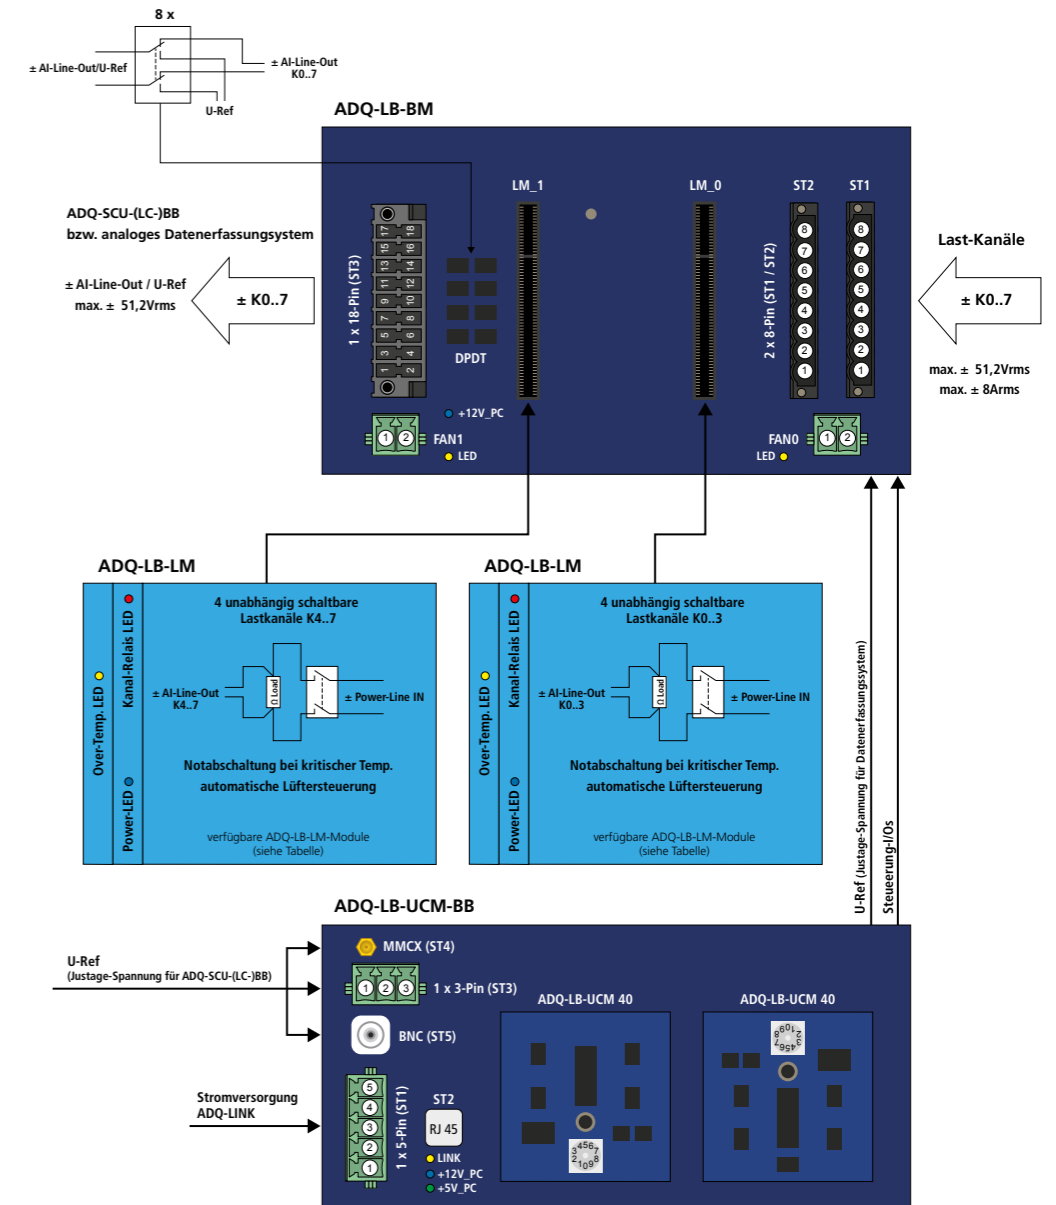 8 x
± AI-Line-Out/U-Ref
± AI-Line-Out
K0..7
U-Ref
ADQ-LB-BM
LM_1
LM_0
ST2
ST1
ADQ-SCU-(LC-)BB
bzw. analoges Datenerfassungsystem
± AI-Line-Out / U-Ref
max. ± 51,2Vrms
± K0..7
1 x 18-Pin (ST3)
17 18
15 16
13 14
11 12
9 10
7 8
5 6
3 4
1 2
DPDT
2 x 8-Pin (ST1 / ST2)
8
7
6
5
4
3
2
1
8
7
6
5
4
3
2
1
Last-Kanäle
± K0..7
max. ± 51,2Vrms
max. ± 8Arms
+12V_PC
1 2
FAN1
LED
FAN0
LED
1 2
ADQ-LB-LM
Over-Temp. LED
Power-LED
Kanal-Relais LED
4 unabhängig schaltbare
Lastkanäle K4..7
± AI-Line-Out
K4..7
Ω Load
± Power-Line IN
Notabschaltung bei kritischer Temp.
automatische Lüftersteuerung
verfügbare ADQ-LB-LM-Module
(siehe Tabelle)
ADQ-LB-LM
Over-Temp. LED
Power-LED
Kanal-Relais LED
4 unabhängig schaltbare
Lastkanäle K0..3
± AI-Line-Out
K0..3
Ω Load
± Power-Line IN
Notabschaltung bei kritischer Temp.
automatische Lüftersteuerung
verfügbare ADQ-LB-LM-Module
(siehe Tabelle)
U-Ref (Justage-Spannung für Datenerfassungssystem)
Steueerung-I/Os
ADQ-LB-UCM-BB
U-Ref
(Justage-Spannung für ADQ-SCU-(LC-)BB)
MMCX (ST4)
1 2 3
1 x 3-Pin (ST3)
BNC (ST5)
Stromversorgung
ADQ-LINK
5
4
3
2
1
1 x 5-Pin (ST1)
ST2
RJ 45
LINK
+12V_PC
+5V_PC
ADQ-LB-UCM 40
0123456789
ADQ-LB-UCM 40
0123456789